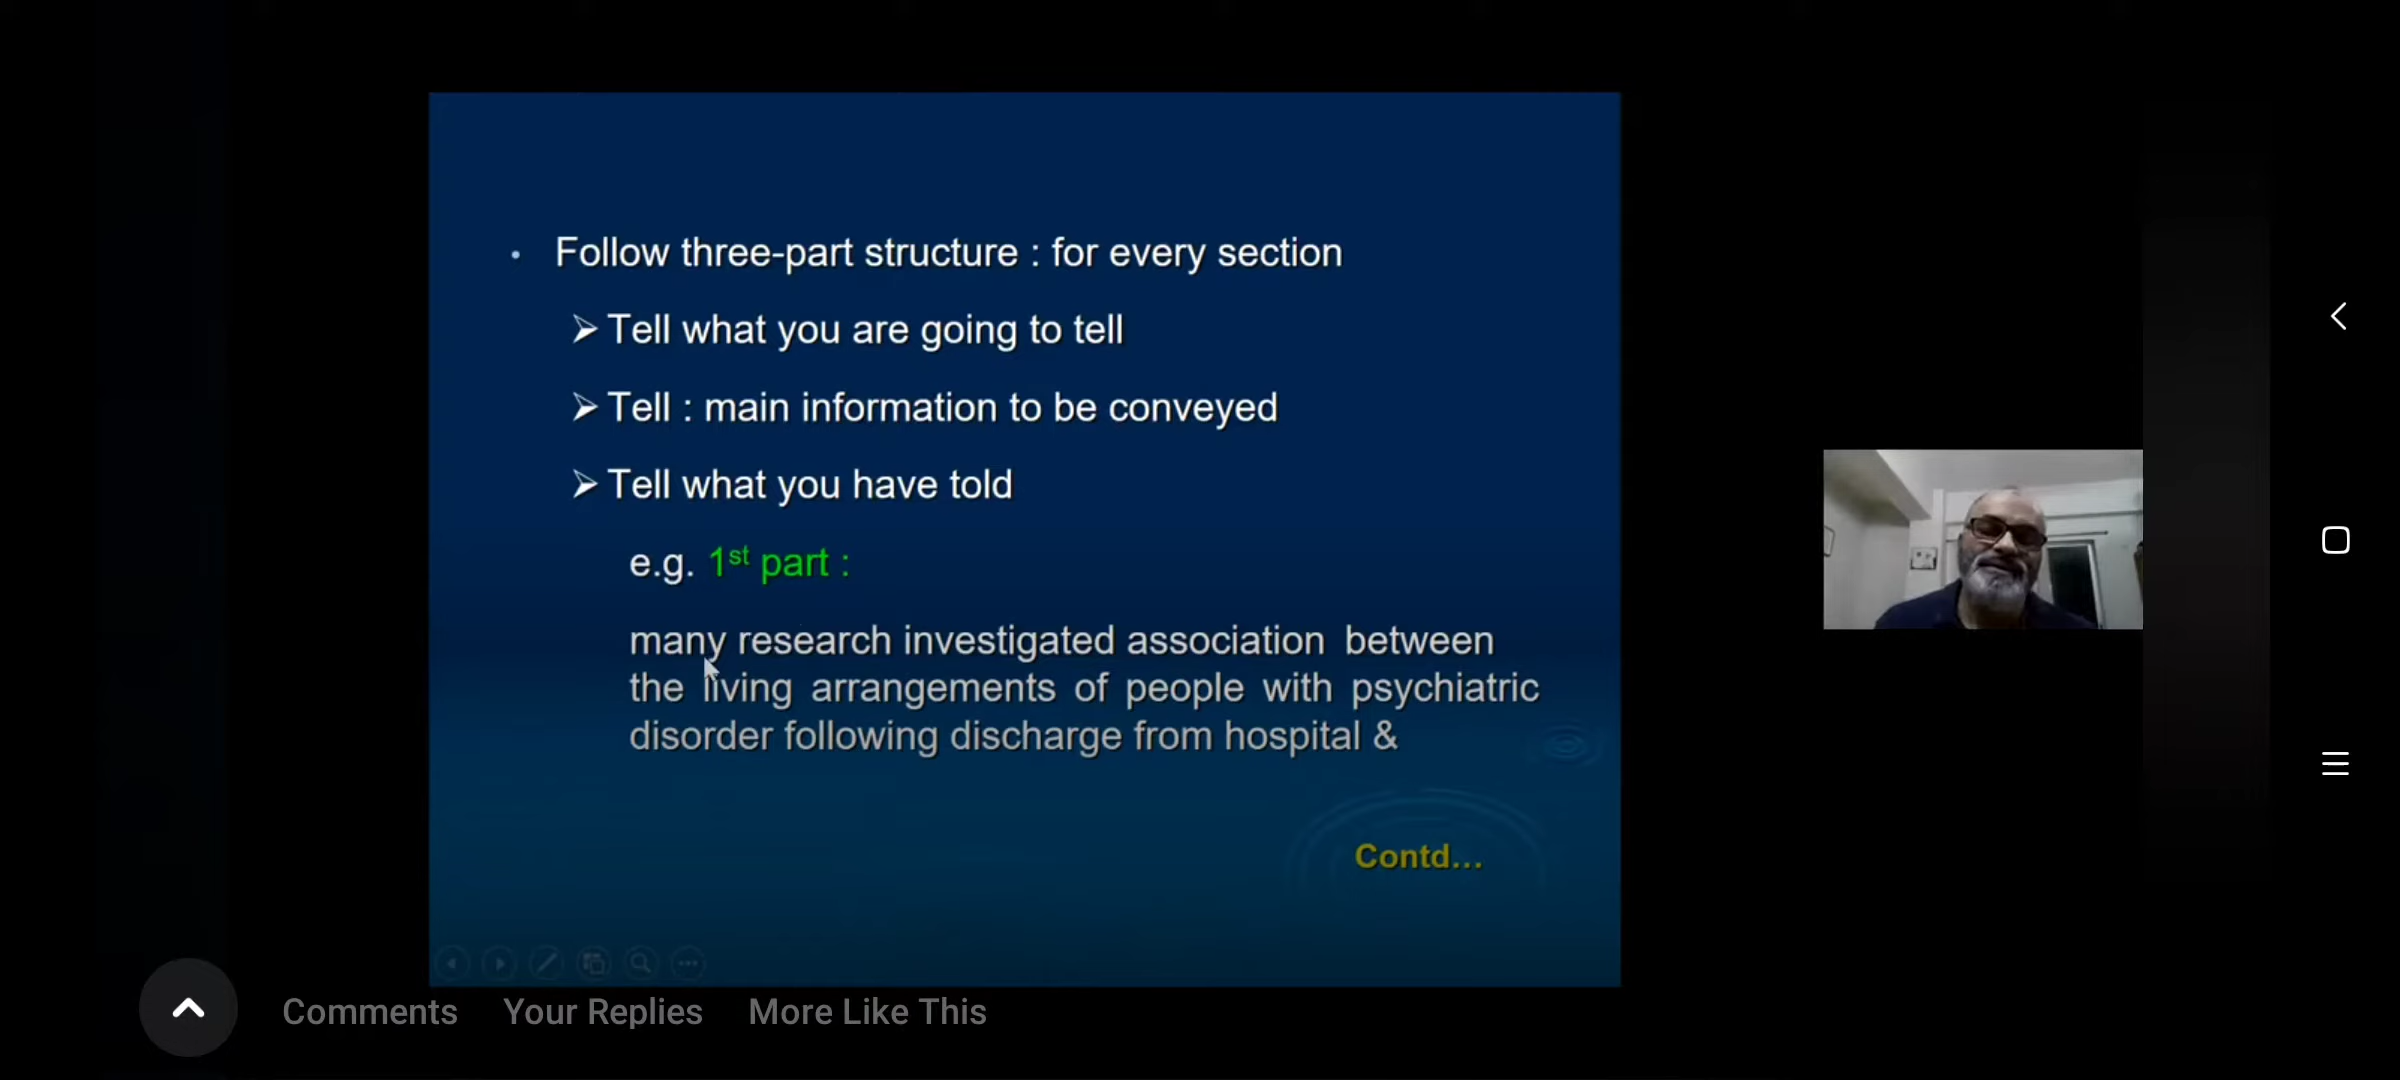 • Follow three-part structure : for every section
➢ Tell what you are going to tell
➢ Tell : main information to be conveyed
➢ Tell what you have told
e.g. 1st part :
many research investigated association between
the living arrangements of people with psychiatric
disorder following discharge from hospital &
Contd...
Comments Your Replies More Like This